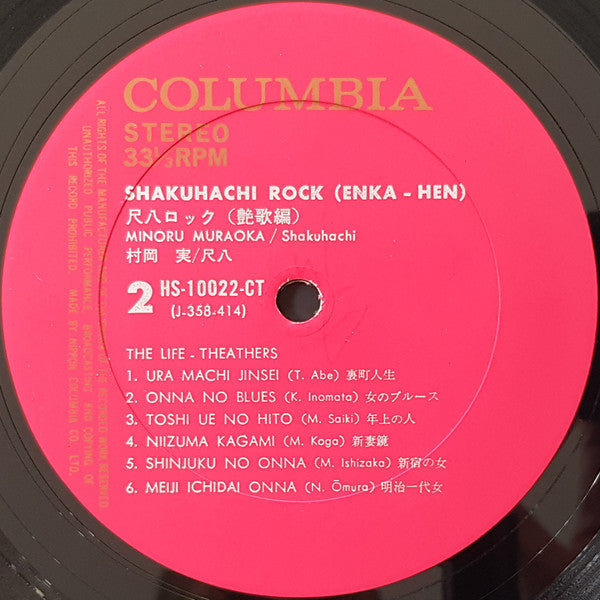 COLUMBIA
STEREO
33⅓RPM
SHAKUHACHI ROCK (ENKA - HEN)
尺八ロック(艶歌編)
MINORU MURAOKA / Shakuhachi
村岡 実/尺八
2 HS-10022-CT
(J-358-414)
THE LIFE - THEATHERS
1. URA MACHI JINSEI (T. Abe) 裏町人生
2. ONNA NO BLUES (K. Inomata) 女のブルース
3. TOSHI UE NO HITO (M. Saiki) 年上の人
4. NIIZUMA KAGAMI (M. Koga) 新妻鏡
5. SHINJUKU NO ONNA (M. Ishizaka) 新宿の女
6. MEIJI ICHIDAI ONNA (N. Ōmura) 明治一代女
ALL RIGHTS OF THE MANUFACTURER RECORDED WORK RESERVED
UNAUTHORIZED PUBLIC PERFORMANCE BROADCASTING AND COPYING OF
THIS RECORD PROHIBITED. MADE BY NIPPON COLUMBIA CO., LTD.